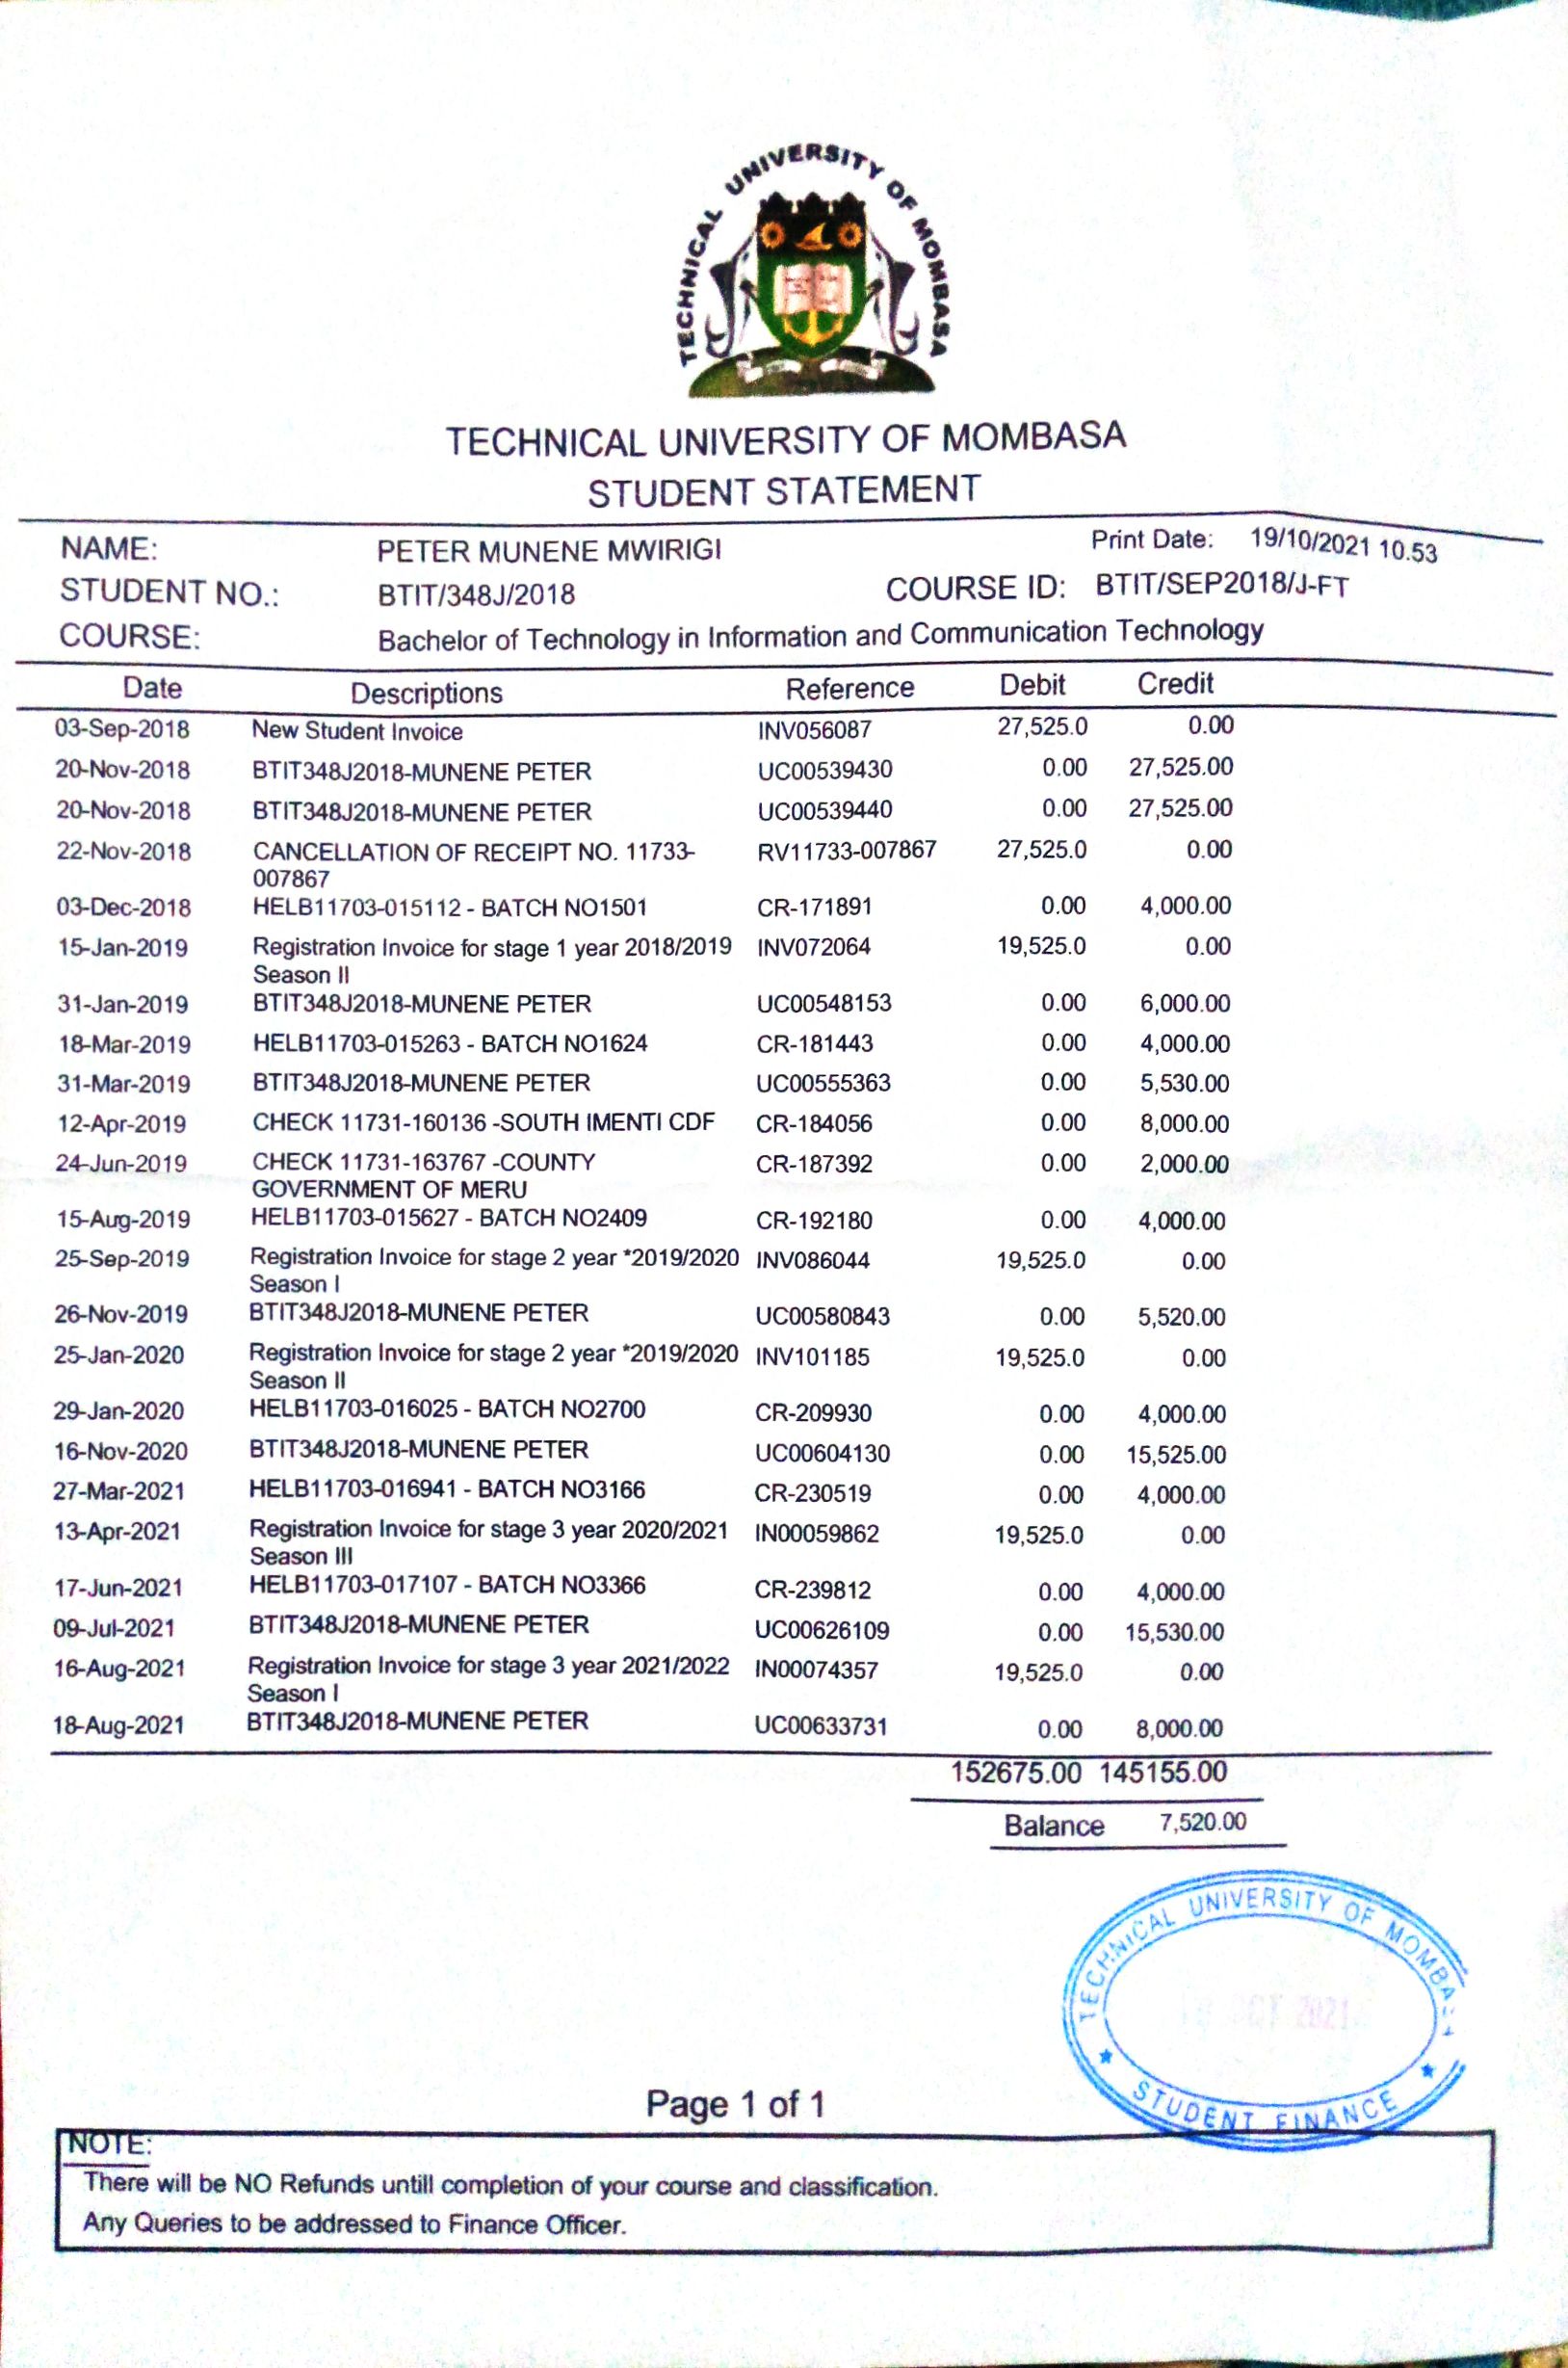 TECHNICAL UNIVERSITY OF MOMBASA
TECHNICAL UNIVERSITY OF MOMBASA
STUDENT STATEMENT
NAME: PETER MUNENE MWIRIGI Print Date: 19/10/2021 10.53
STUDENT NO.: BTIT/348J/2018 COURSE ID: BTIT/SEP2018/J-FT
COURSE: Bachelor of Technology in Information and Communication Technology
Date Descriptions Reference Debit Credit
03-Sep-2018 New Student Invoice INV056087 27,525.0 0.00
20-Nov-2018 BTIT348J2018-MUNENE PETER UC00539430 0.00 27,525.00
20-Nov-2018 BTIT348J2018-MUNENE PETER UC00539440 0.00 27,525.00
22-Nov-2018 CANCELLATION OF RECEIPT NO. 11733- RV11733-007867 27,525.0 0.00
007867
03-Dec-2018 HELB11703-015112 - BATCH NO1501 CR-171891 0.00 4,000.00
15-Jan-2019 Registration Invoice for stage 1 year 2018/2019 INV072064 19,525.0 0.00
Season II
31-Jan-2019 BTIT348J2018-MUNENE PETER UC00548153 0.00 6,000.00
18-Mar-2019 HELB11703-015263 - BATCH NO1624 CR-181443 0.00 4,000.00
31-Mar-2019 BTIT348J2018-MUNENE PETER UC00555363 0.00 5,530.00
12-Apr-2019 CHECK 11731-160136 -SOUTH IMENTI CDF CR-184056 0.00 8,000.00
24-Jun-2019 CHECK 11731-163767 -COUNTY CR-187392 0.00 2,000.00
GOVERNMENT OF MERU
15-Aug-2019 HELB11703-015627 - BATCH NO2409 CR-192180 0.00 4,000.00
25-Sep-2019 Registration Invoice for stage 2 year *2019/2020 INV086044 19,525.0 0.00
Season I
26-Nov-2019 BTIT348J2018-MUNENE PETER UC00580843 0.00 5,520.00
25-Jan-2020 Registration Invoice for stage 2 year *2019/2020 INV101185 19,525.0 0.00
Season II
29-Jan-2020 HELB11703-016025 - BATCH NO2700 CR-209930 0.00 4,000.00
16-Nov-2020 BTIT348J2018-MUNENE PETER UC00604130 0.00 15,525.00
27-Mar-2021 HELB11703-016941 - BATCH NO3166 CR-230519 0.00 4,000.00
13-Apr-2021 Registration Invoice for stage 3 year 2020/2021 IN00059862 19,525.0 0.00
Season III
17-Jun-2021 HELB11703-017107 - BATCH NO3366 CR-239812 0.00 4,000.00
09-Jul-2021 BTIT348J2018-MUNENE PETER UC00626109 0.00 15,530.00
16-Aug-2021 Registration Invoice for stage 3 year 2021/2022 IN00074357 19,525.0 0.00
Season I
18-Aug-2021 BTIT348J2018-MUNENE PETER UC00633731 0.00 8,000.00
152675.00 145155.00
Balance 7,520.00
TECHNICAL UNIVERSITY OF MOMBASA
OCT 2021
STUDENT FINANCE
Page 1 of 1
NOTE:
There will be NO Refunds untill completion of your course and classification.
Any Queries to be addressed to Finance Officer.